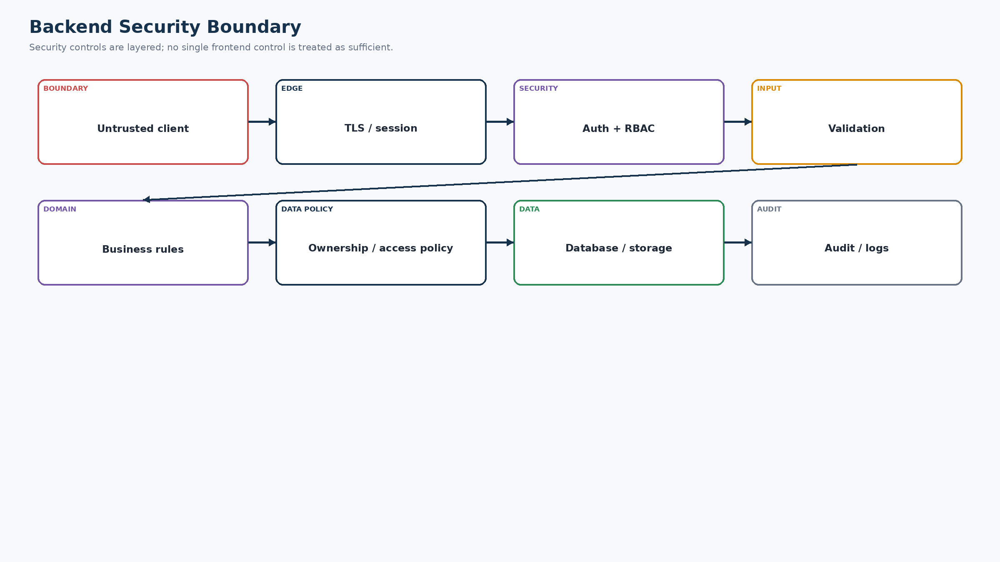 Backend Security Boundary
Security controls are layered; no single frontend control is treated as sufficient.
BOUNDARY
Untrusted client
EDGE
TLS / session
SECURITY
Auth + RBAC
INPUT
Validation
DOMAIN
Business rules
DATA POLICY
Ownership / access policy
DATA
Database / storage
AUDIT
Audit / logs